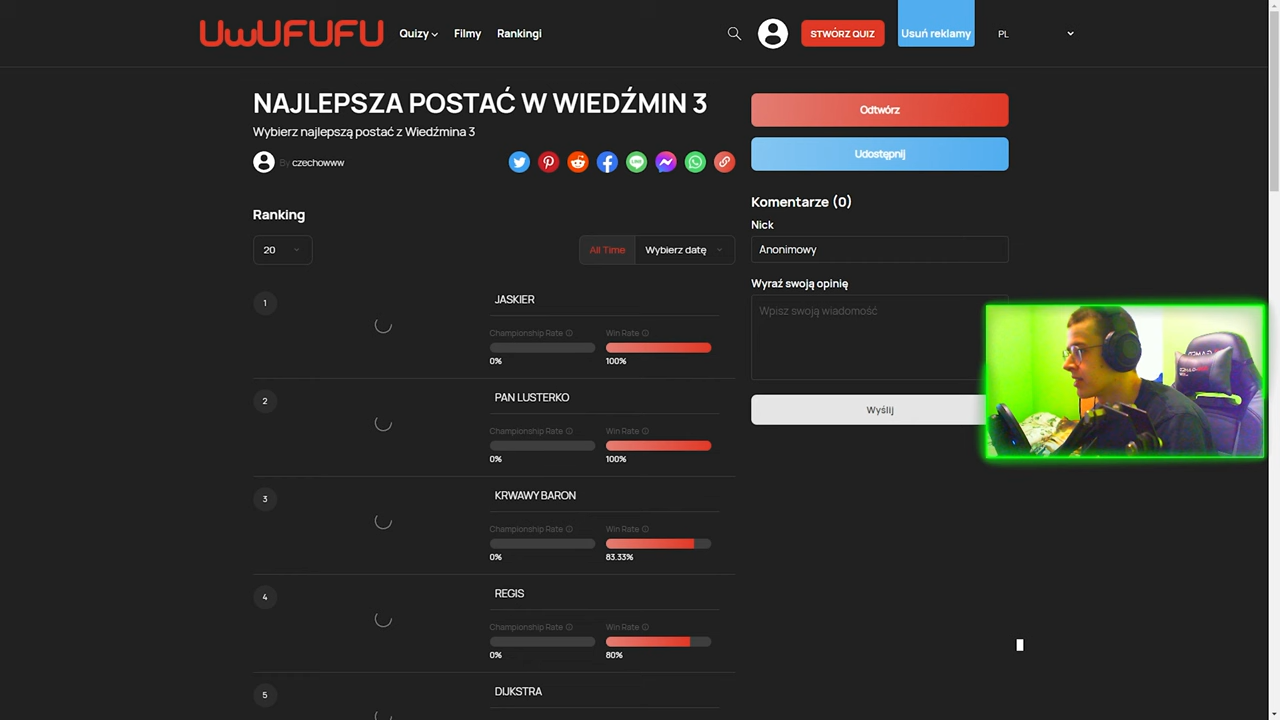 UwUFUFU
Quizy
Filmy
Rankingi
STWÓRZ QUIZ
Usuń reklamy
PL
NAJLEPSZA POSTAĆ W WIEDŹMIN 3
Wybierz najlepszą postać z Wiedźmina 3
By czechowww
Ranking
20
All Time
Wybierz datę
1
JASKIER
Championship Rate
Win Rate
0%
100%
2
PAN LUSTERKO
Championship Rate
Win Rate
0%
100%
3
KRWAWY BARON
Championship Rate
Win Rate
0%
83.33%
4
REGIS
Championship Rate
Win Rate
0%
80%
5
DIJKSTRA
Odtwórz
Udostępnij
Komentarze (0)
Nick
Anonimowy
Wyraź swoją opinię
Wpisz swoją wiadomość
Wyślij